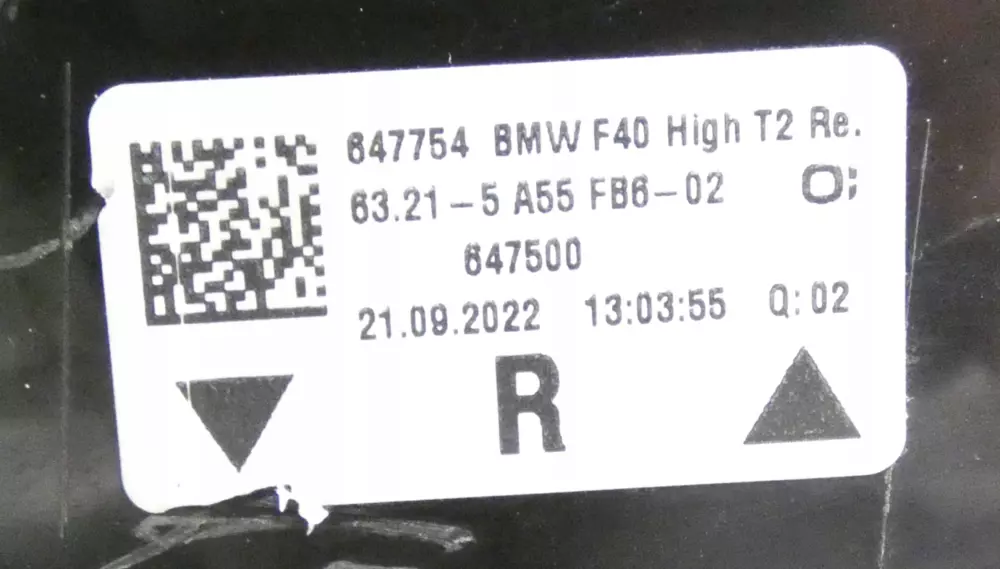 647754 BMW F40 High T2 Re.
63.21-5 A55 FB6-02 O;
647500
21.09.2022 13:03:55 Q:02
R